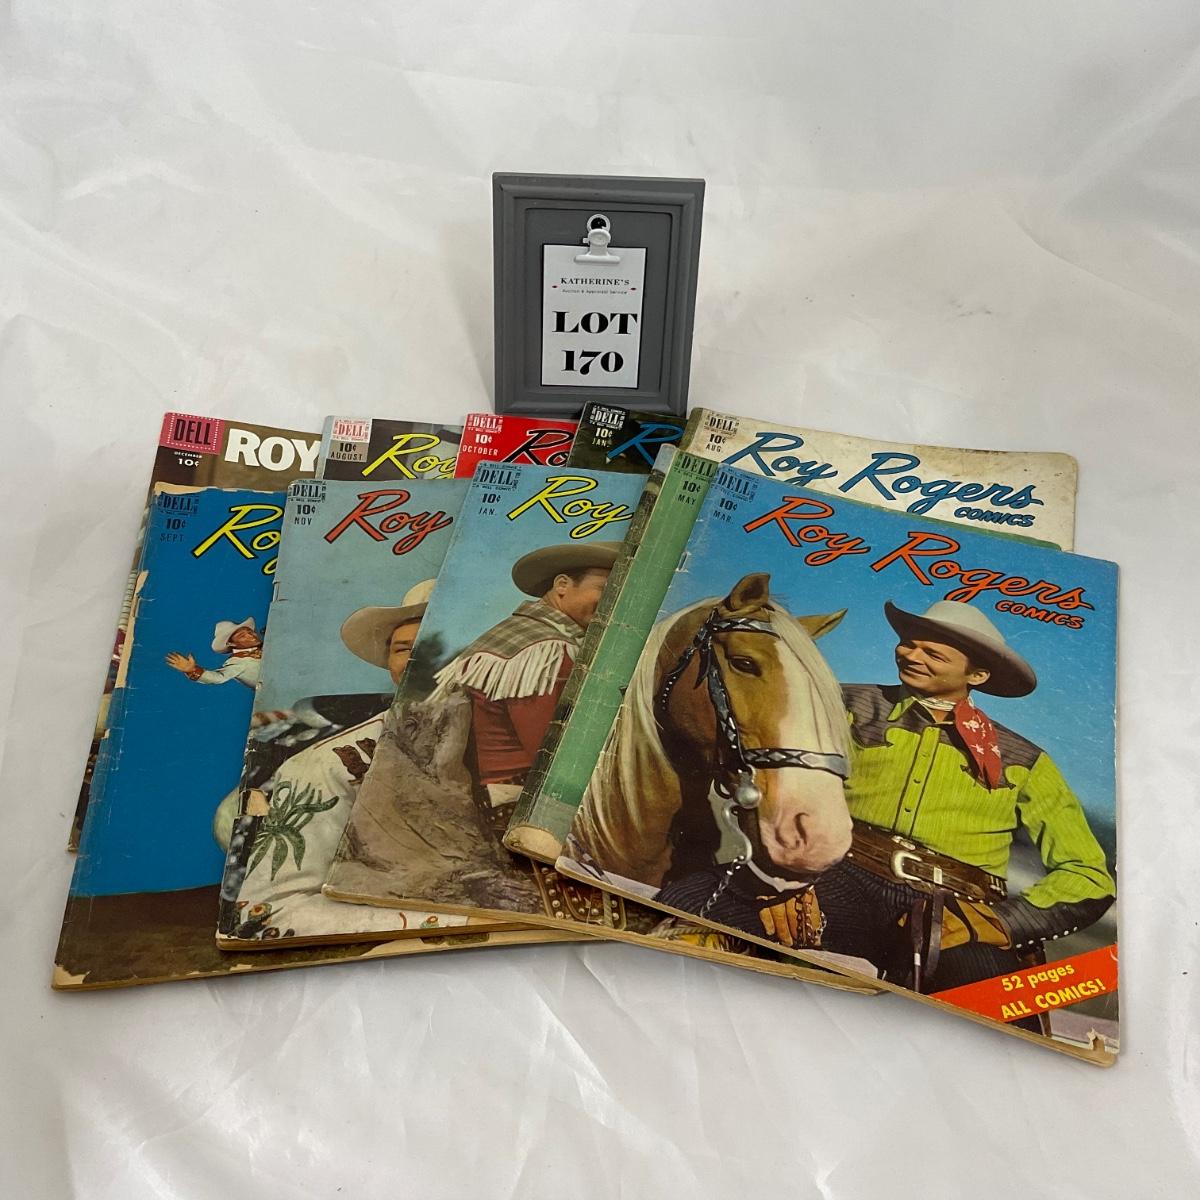 KATHERINE'S
Auction & Appraisal Service
LOT
170
DELL
DECEMBER
10¢
ROY
DELL
10¢
AUGUST
Roy
DELL
10¢
OCTOBER
Ro
DELL
10¢
JAN.
R
DELL
10¢
AUG.
Roy Rogers
COMICS
DELL
10¢
SEPT.
Ro
DELL
10¢
NOV
Roy
DELL
10¢
JAN.
Roy
DELL
10¢
MAY
DELL
10¢
MAR.
Roy Rogers
COMICS
52 pages
ALL COMICS!